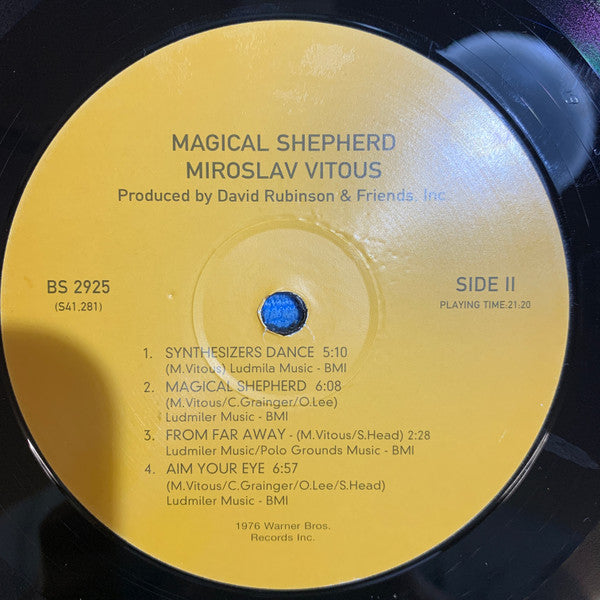 MAGICAL SHEPHERD
MIROSLAV VITOUS
Produced by David Rubinson & Friends, Inc.
BS 2925
(S41.281)
SIDE II
PLAYING TIME.21:20
1. SYNTHESIZERS DANCE 5:10
(M.Vitous) Ludmila Music - BMI
2. MAGICAL SHEPHERD 6:08
(M.Vitous/C.Grainger/O.Lee)
Ludmiler Music - BMI
3. FROM FAR AWAY - (M.Vitous/S.Head) 2:28
Ludmiler Music/Polo Grounds Music - BMI
4. AIM YOUR EYE 6:57
(M.Vitous/C.Grainger/O.Lee/S.Head)
Ludmiler Music - BMI
1976 Warner Bros.
Records Inc.